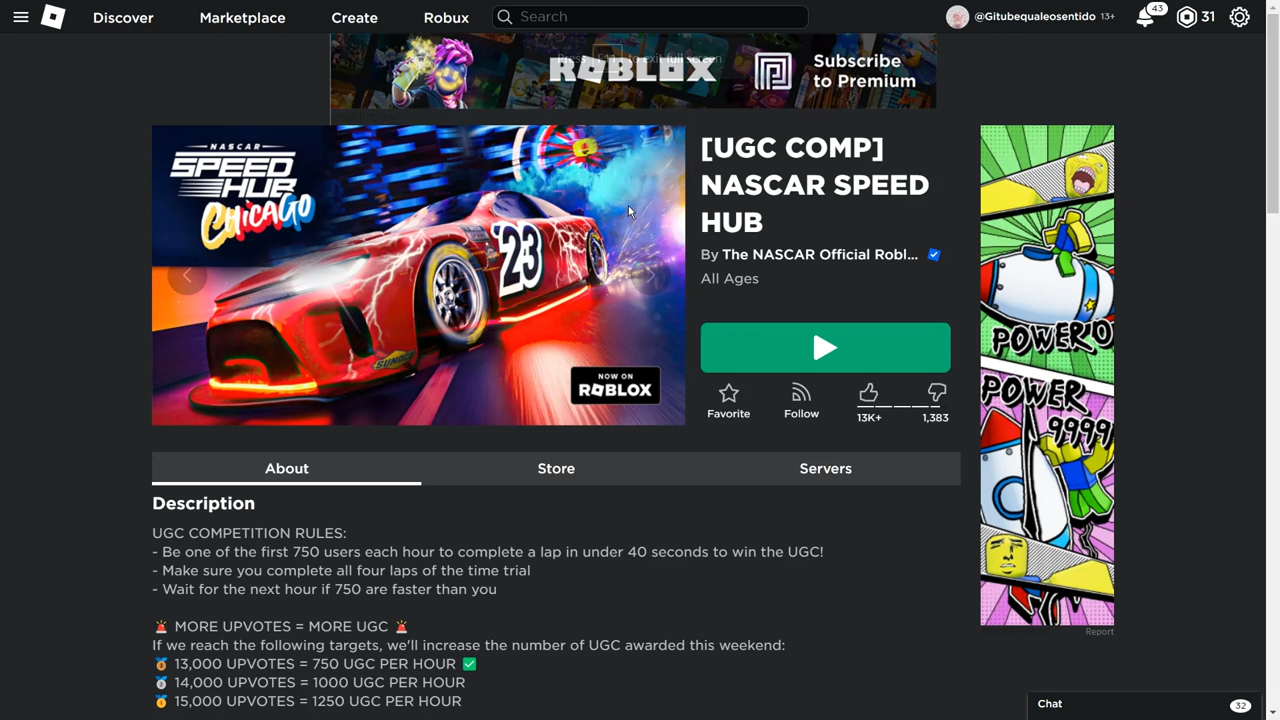 Discover
Marketplace
Create
Robux
Search
@Gitubequaleosentido 13+
43
31
Press F11 to exit full screen
ROBLOX
Subscribe
to Premium
NASCAR
SPEED
HUB
CHICAGO
'23
SUNOCO
NOW ON
ROBLOX
[UGC COMP]
NASCAR SPEED
HUB
By The NASCAR Official Robl...
All Ages
Favorite
Follow
13K+
1,383
POWER O
POWER
9999
Report
About
Store
Servers
Description
UGC COMPETITION RULES:
- Be one of the first 750 users each hour to complete a lap in under 40 seconds to win the UGC!
- Make sure you complete all four laps of the time trial
- Wait for the next hour if 750 are faster than you
🚨 MORE UPVOTES = MORE UGC 🚨
If we reach the following targets, we'll increase the number of UGC awarded this weekend:
🥉 13,000 UPVOTES = 750 UGC PER HOUR ✅
🥈 14,000 UPVOTES = 1000 UGC PER HOUR
🥇 15,000 UPVOTES = 1250 UGC PER HOUR
Chat
32